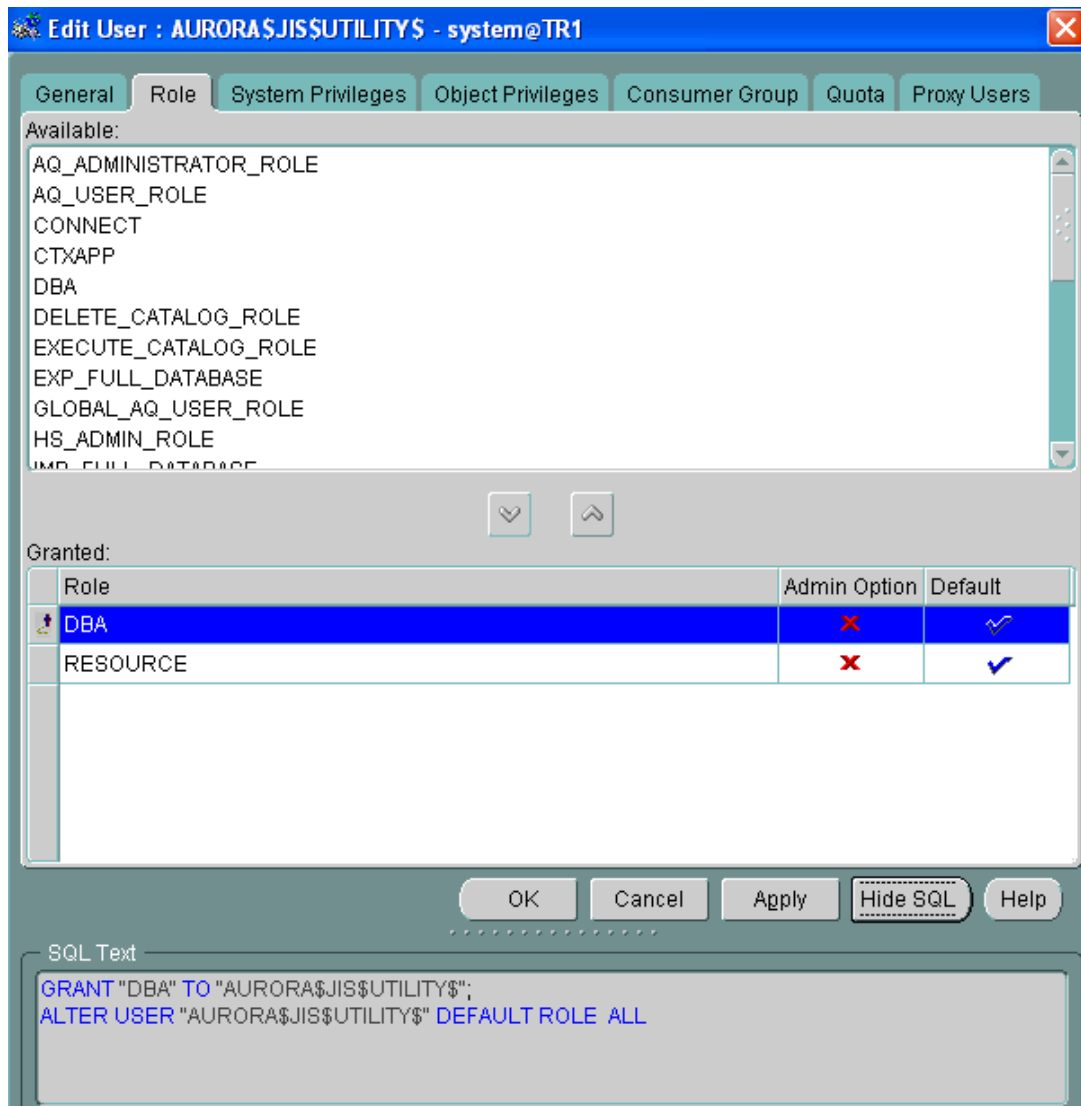 Edit User : AURORA$JIS$UTILITY$ - system@TR1
General Role System Privileges Object Privileges Consumer Group Quota Proxy Users
Available:
AQ_ADMINISTRATOR_ROLE
AQ_USER_ROLE
CONNECT
CTXAPP
DBA
DELETE_CATALOG_ROLE
EXECUTE_CATALOG_ROLE
EXP_FULL_DATABASE
GLOBAL_AQ_USER_ROLE
HS_ADMIN_ROLE
IMP_FULL_DATABASE
Granted:
Role Admin Option Default
DBA
RESOURCE
OK Cancel Apply Hide SQL Help
SQL Text
GRANT "DBA" TO "AURORA$JIS$UTILITY$";
ALTER USER "AURORA$JIS$UTILITY$" DEFAULT ROLE  ALL